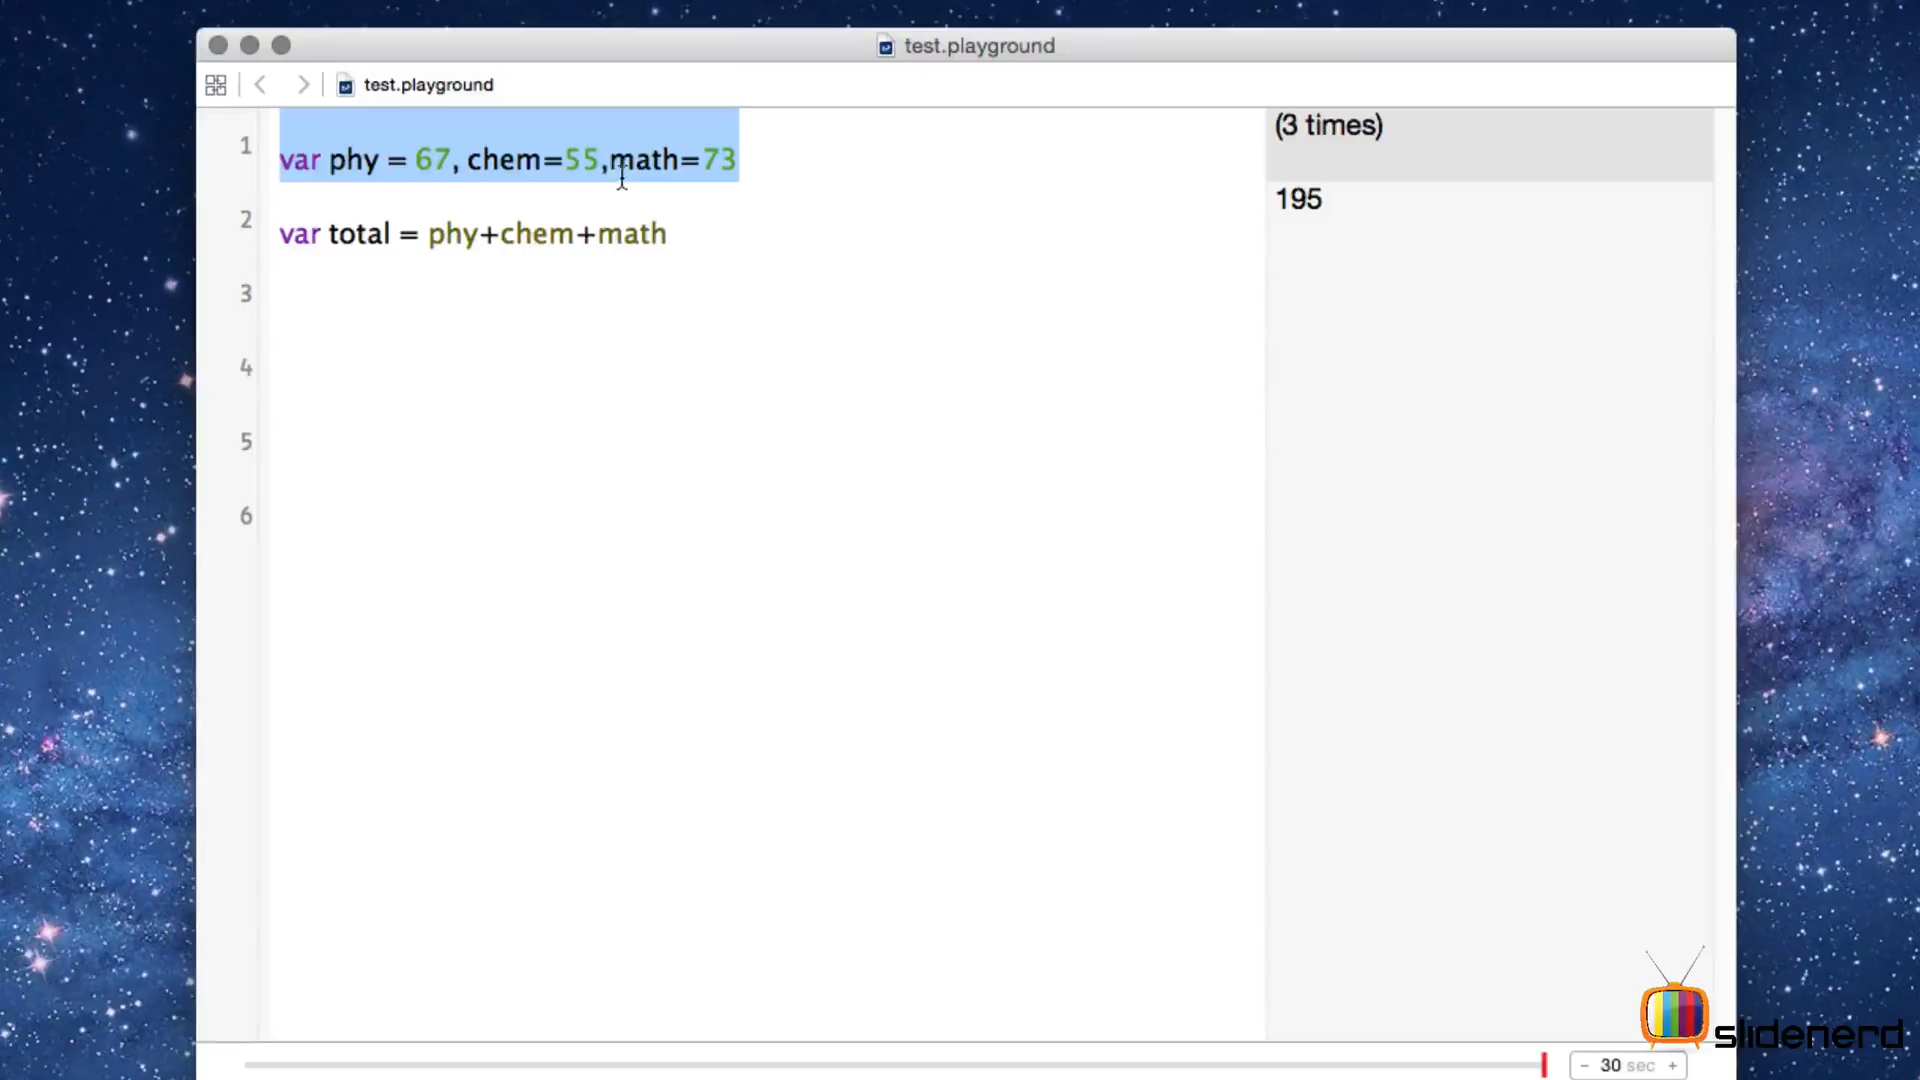 test.playground
test.playground
1
var phy = 67, chem=55,math=73
(3 times)
2
var total = phy+chem+math
195
3
4
5
6
slidenerd
- 30 sec +